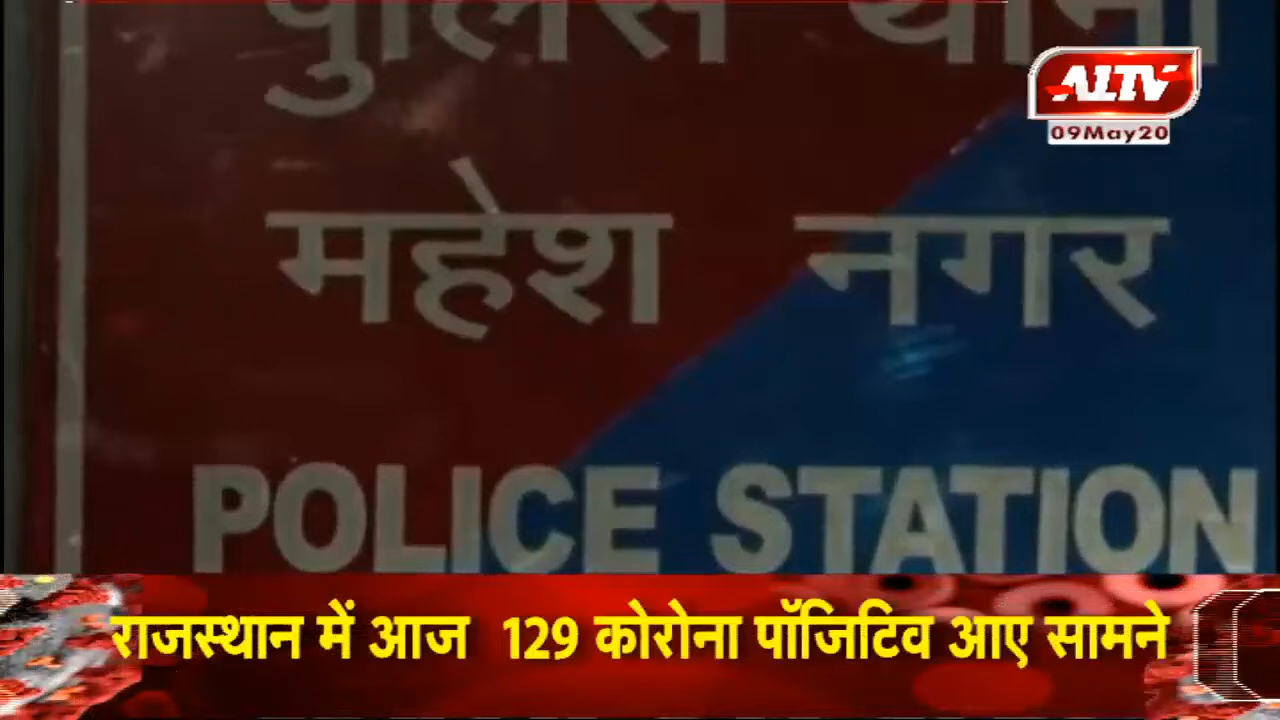 पुलिस थाना
ALTV
09May20
महेश नगर
POLICE STATION
राजस्थान में आज 129 कोरोना पॉजिटिव आए सामने